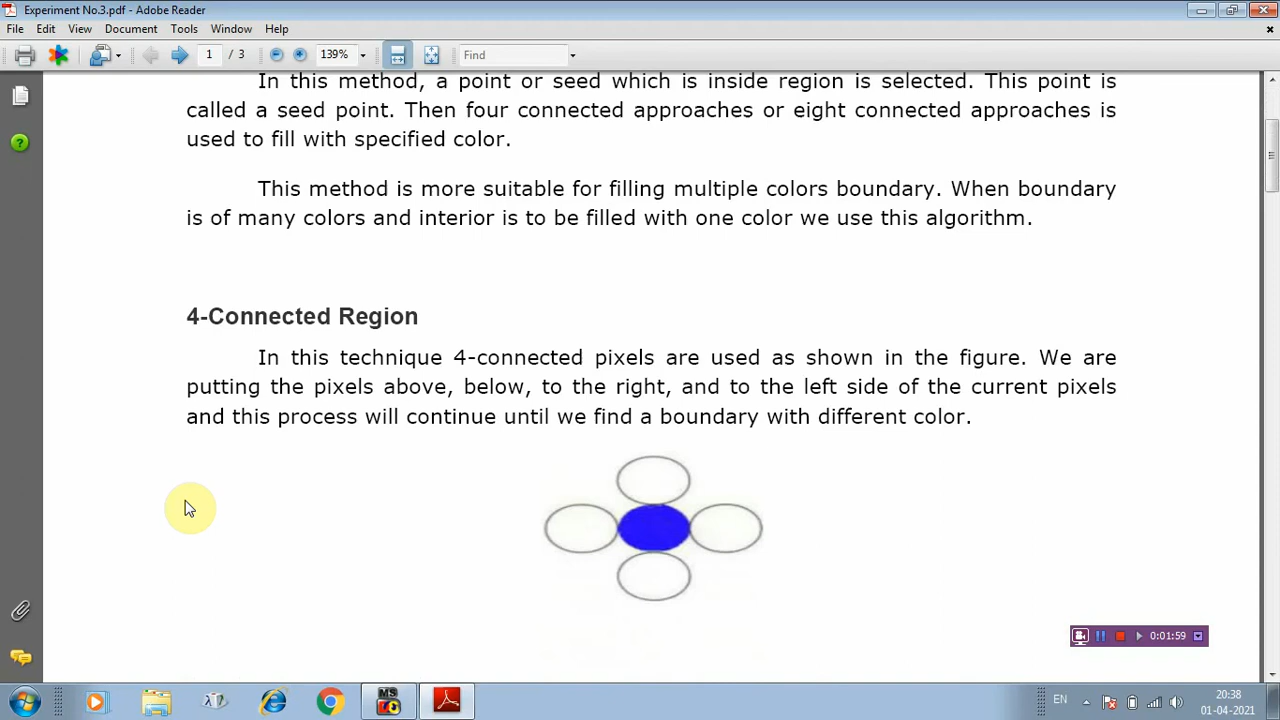 Experiment No.3.pdf - Adobe Reader
File Edit View Document Tools Window Help
1 / 3 139% Find
In this method, a point or seed which is inside region is selected. This point is
called a seed point. Then four connected approaches or eight connected approaches is
used to fill with specified color.
This method is more suitable for filling multiple colors boundary. When boundary
is of many colors and interior is to be filled with one color we use this algorithm.
4-Connected Region
In this technique 4-connected pixels are used as shown in the figure. We are
putting the pixels above, below, to the right, and to the left side of the current pixels
and this process will continue until we find a boundary with different color.
0:01:59
MS
EN
20:38
01-04-2021